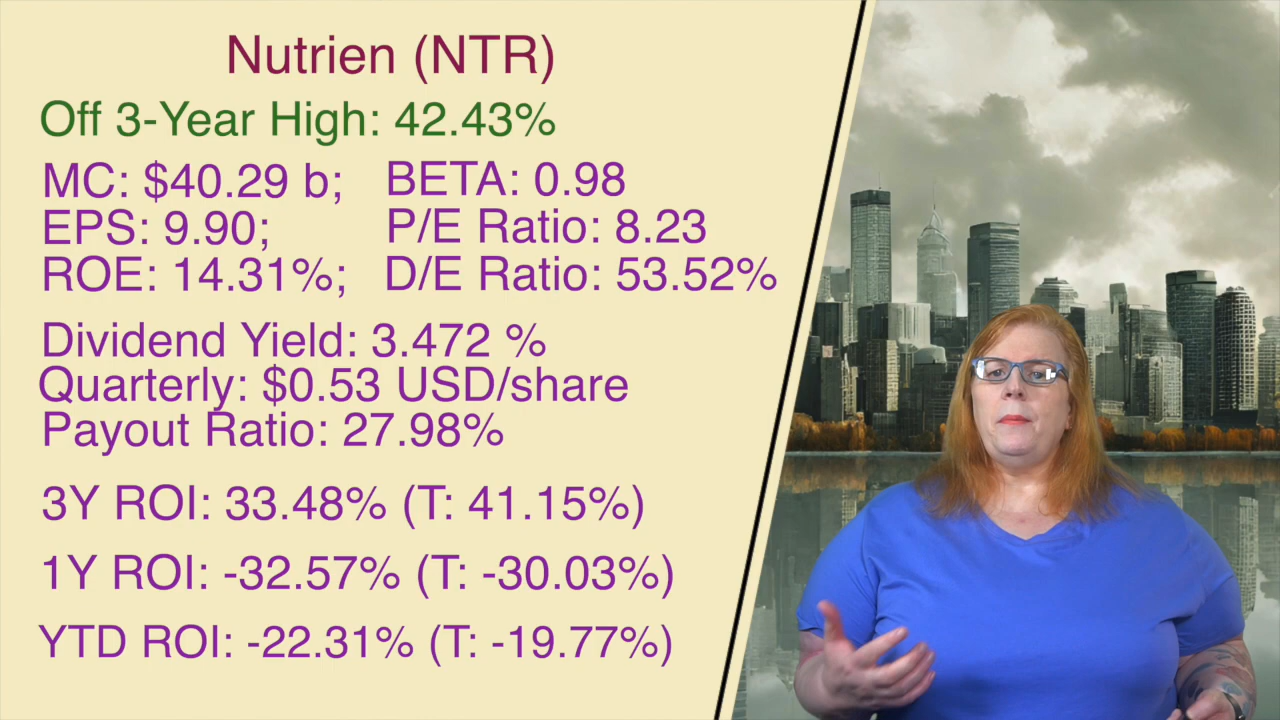 Nutrien (NTR)
Off 3-Year High: 42.43%
MC: $40.29 b; BETA: 0.98
EPS: 9.90; P/E Ratio: 8.23
ROE: 14.31%; D/E Ratio: 53.52%
Dividend Yield: 3.472 %
Quarterly: $0.53 USD/share
Payout Ratio: 27.98%
3Y ROI: 33.48% (T: 41.15%)
1Y ROI: -32.57% (T: -30.03%)
YTD ROI: -22.31% (T: -19.77%)